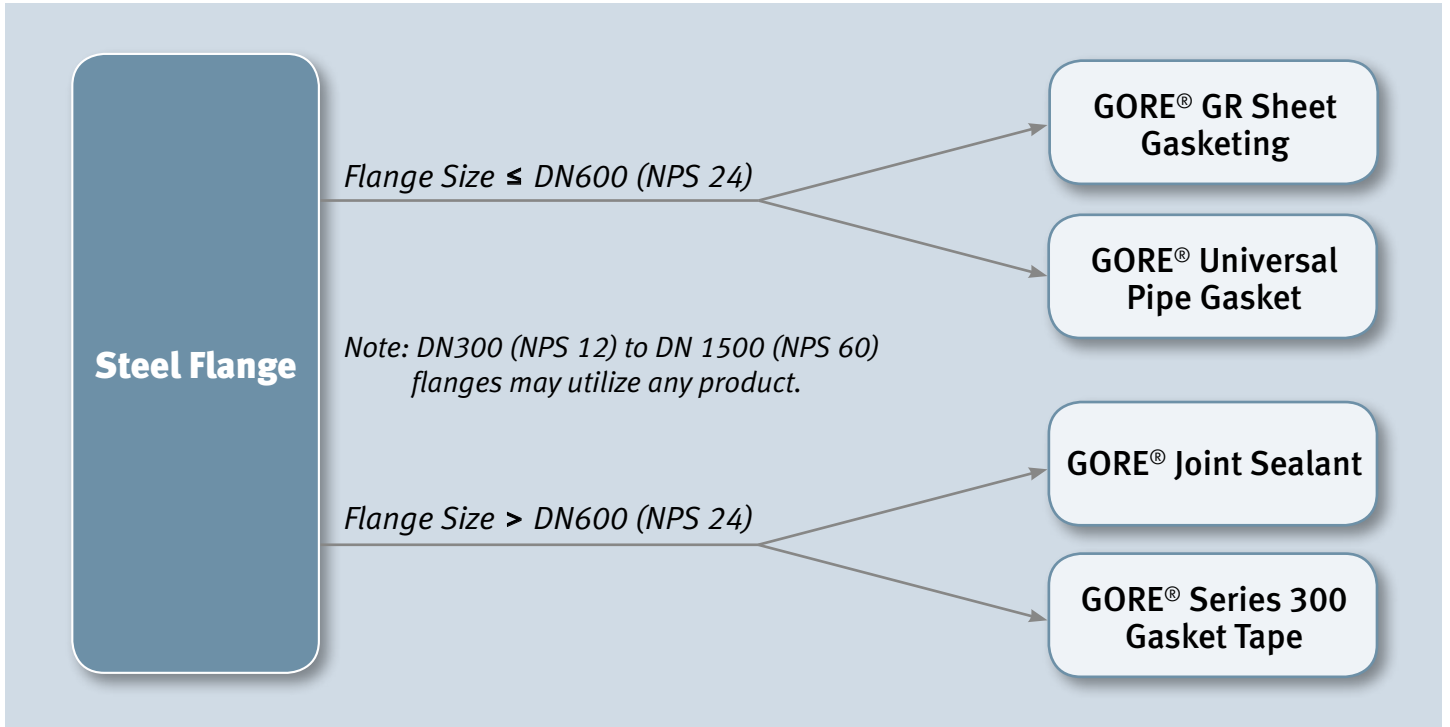 Steel Flange
Flange Size ≤ DN600 (NPS 24)
GORE® GR Sheet
Gasketing
GORE® Universal
Pipe Gasket
Note: DN300 (NPS 12) to DN 1500 (NPS 60)
flanges may utilize any product.
Flange Size > DN600 (NPS 24)
GORE® Joint Sealant
GORE® Series 300
Gasket Tape